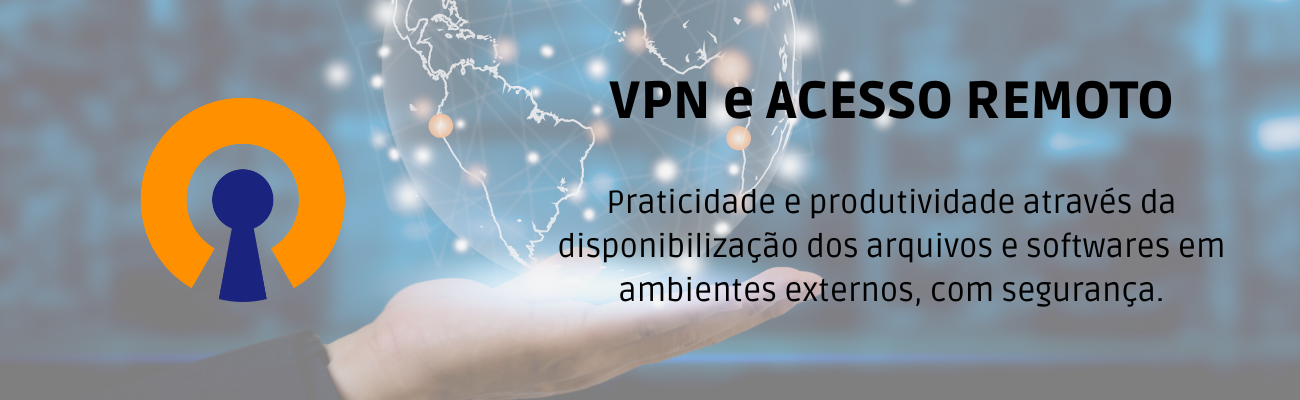 VPN e ACESSO REMOTO
Praticidade e produtividade através da
disponibilização dos arquivos e softwares em
ambientes externos, com segurança.